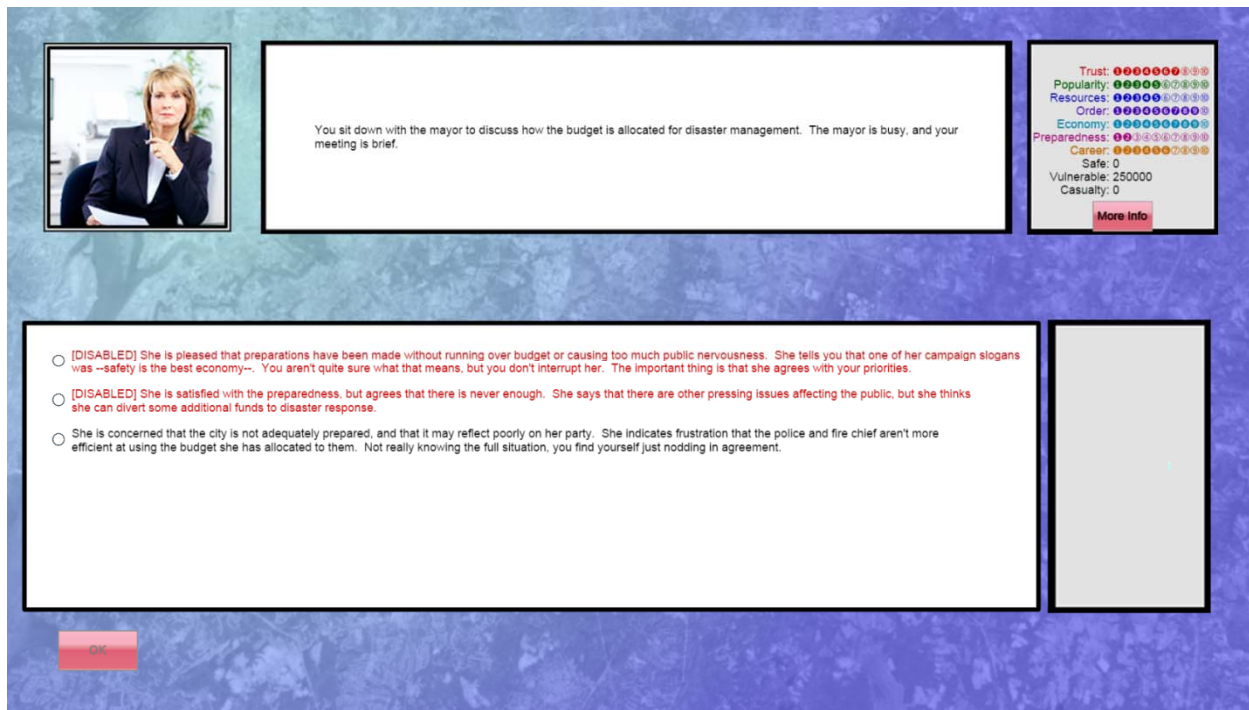 You sit down with the mayor to discuss how the budget is allocated for disaster management.  The mayor is busy, and your
meeting is brief.
Trust: ❶❷❸❹❺❻❼⑧⑨⑩
Popularity: ❶❷❸❹❺⑥⑦⑧⑨⑩
Resources: ❶❷❸❹❺⑥⑦⑧⑨⑩
Order: ❶❷❸❹❺❻❼❽❾⑩
Economy: ❶❷❸❹❺❻❼❽❾⑩
Preparedness: ❶❷③④⑤⑥⑦⑧⑨⑩
Career: ❶❷❸❹❺❻⑦⑧⑨⑩
Safe: 0
Vulnerable: 250000
Casualty: 0
More Info
[DISABLED] She is pleased that preparations have been made without running over budget or causing too much public nervousness.  She tells you that one of her campaign slogans
was --safety is the best economy--.  You aren't quite sure what that means, but you don't interrupt her.  The important thing is that she agrees with your priorities.
[DISABLED] She is satisfied with the preparedness, but agrees that there is never enough.  She says that there are other pressing issues affecting the public, but she thinks
she can divert some additional funds to disaster response.
She is concerned that the city is not adequately prepared, and that it may reflect poorly on her party.  She indicates frustration that the police and fire chief aren't more
efficient at using the budget she has allocated to them.  Not really knowing the full situation, you find yourself just nodding in agreement.
OK